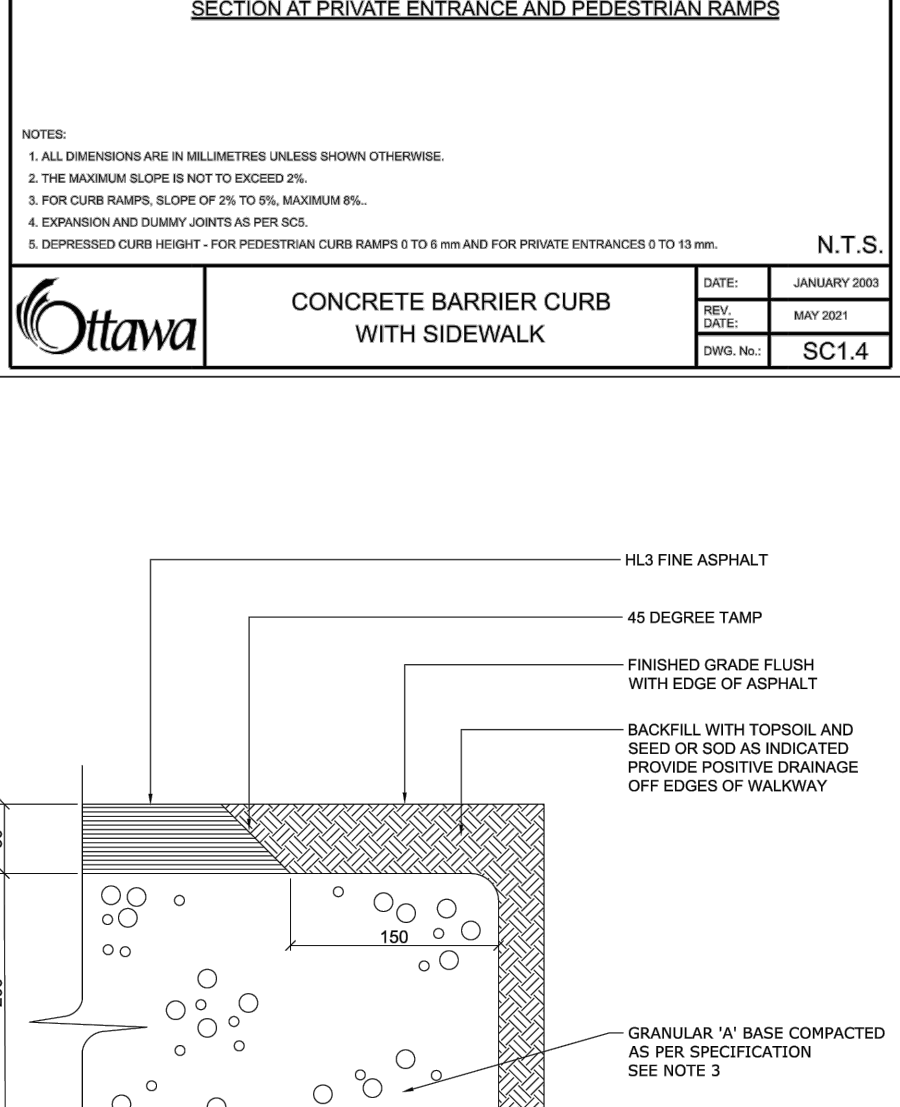 SECTION AT PRIVATE ENTRANCE AND PEDESTRIAN RAMPS
NOTES:
1. ALL DIMENSIONS ARE IN MILLIMETRES UNLESS SHOWN OTHERWISE.
2. THE MAXIMUM SLOPE IS NOT TO EXCEED 2%.
3. FOR CURB RAMPS, SLOPE OF 2% TO 5%, MAXIMUM 8%..
4. EXPANSION AND DUMMY JOINTS AS PER SC5.
5. DEPRESSED CURB HEIGHT - FOR PEDESTRIAN CURB RAMPS 0 TO 6 mm AND FOR PRIVATE ENTRANCES 0 TO 13 mm.
N.T.S.
Ottawa
CONCRETE BARRIER CURB
WITH SIDEWALK
DATE: JANUARY 2003
REV.
DATE: MAY 2021
DWG. No.: SC1.4
HL3 FINE ASPHALT
45 DEGREE TAMP
FINISHED GRADE FLUSH
WITH EDGE OF ASPHALT
BACKFILL WITH TOPSOIL AND
SEED OR SOD AS INDICATED
PROVIDE POSITIVE DRAINAGE
OFF EDGES OF WALKWAY
150
GRANULAR 'A' BASE COMPACTED
AS PER SPECIFICATION
SEE NOTE 3